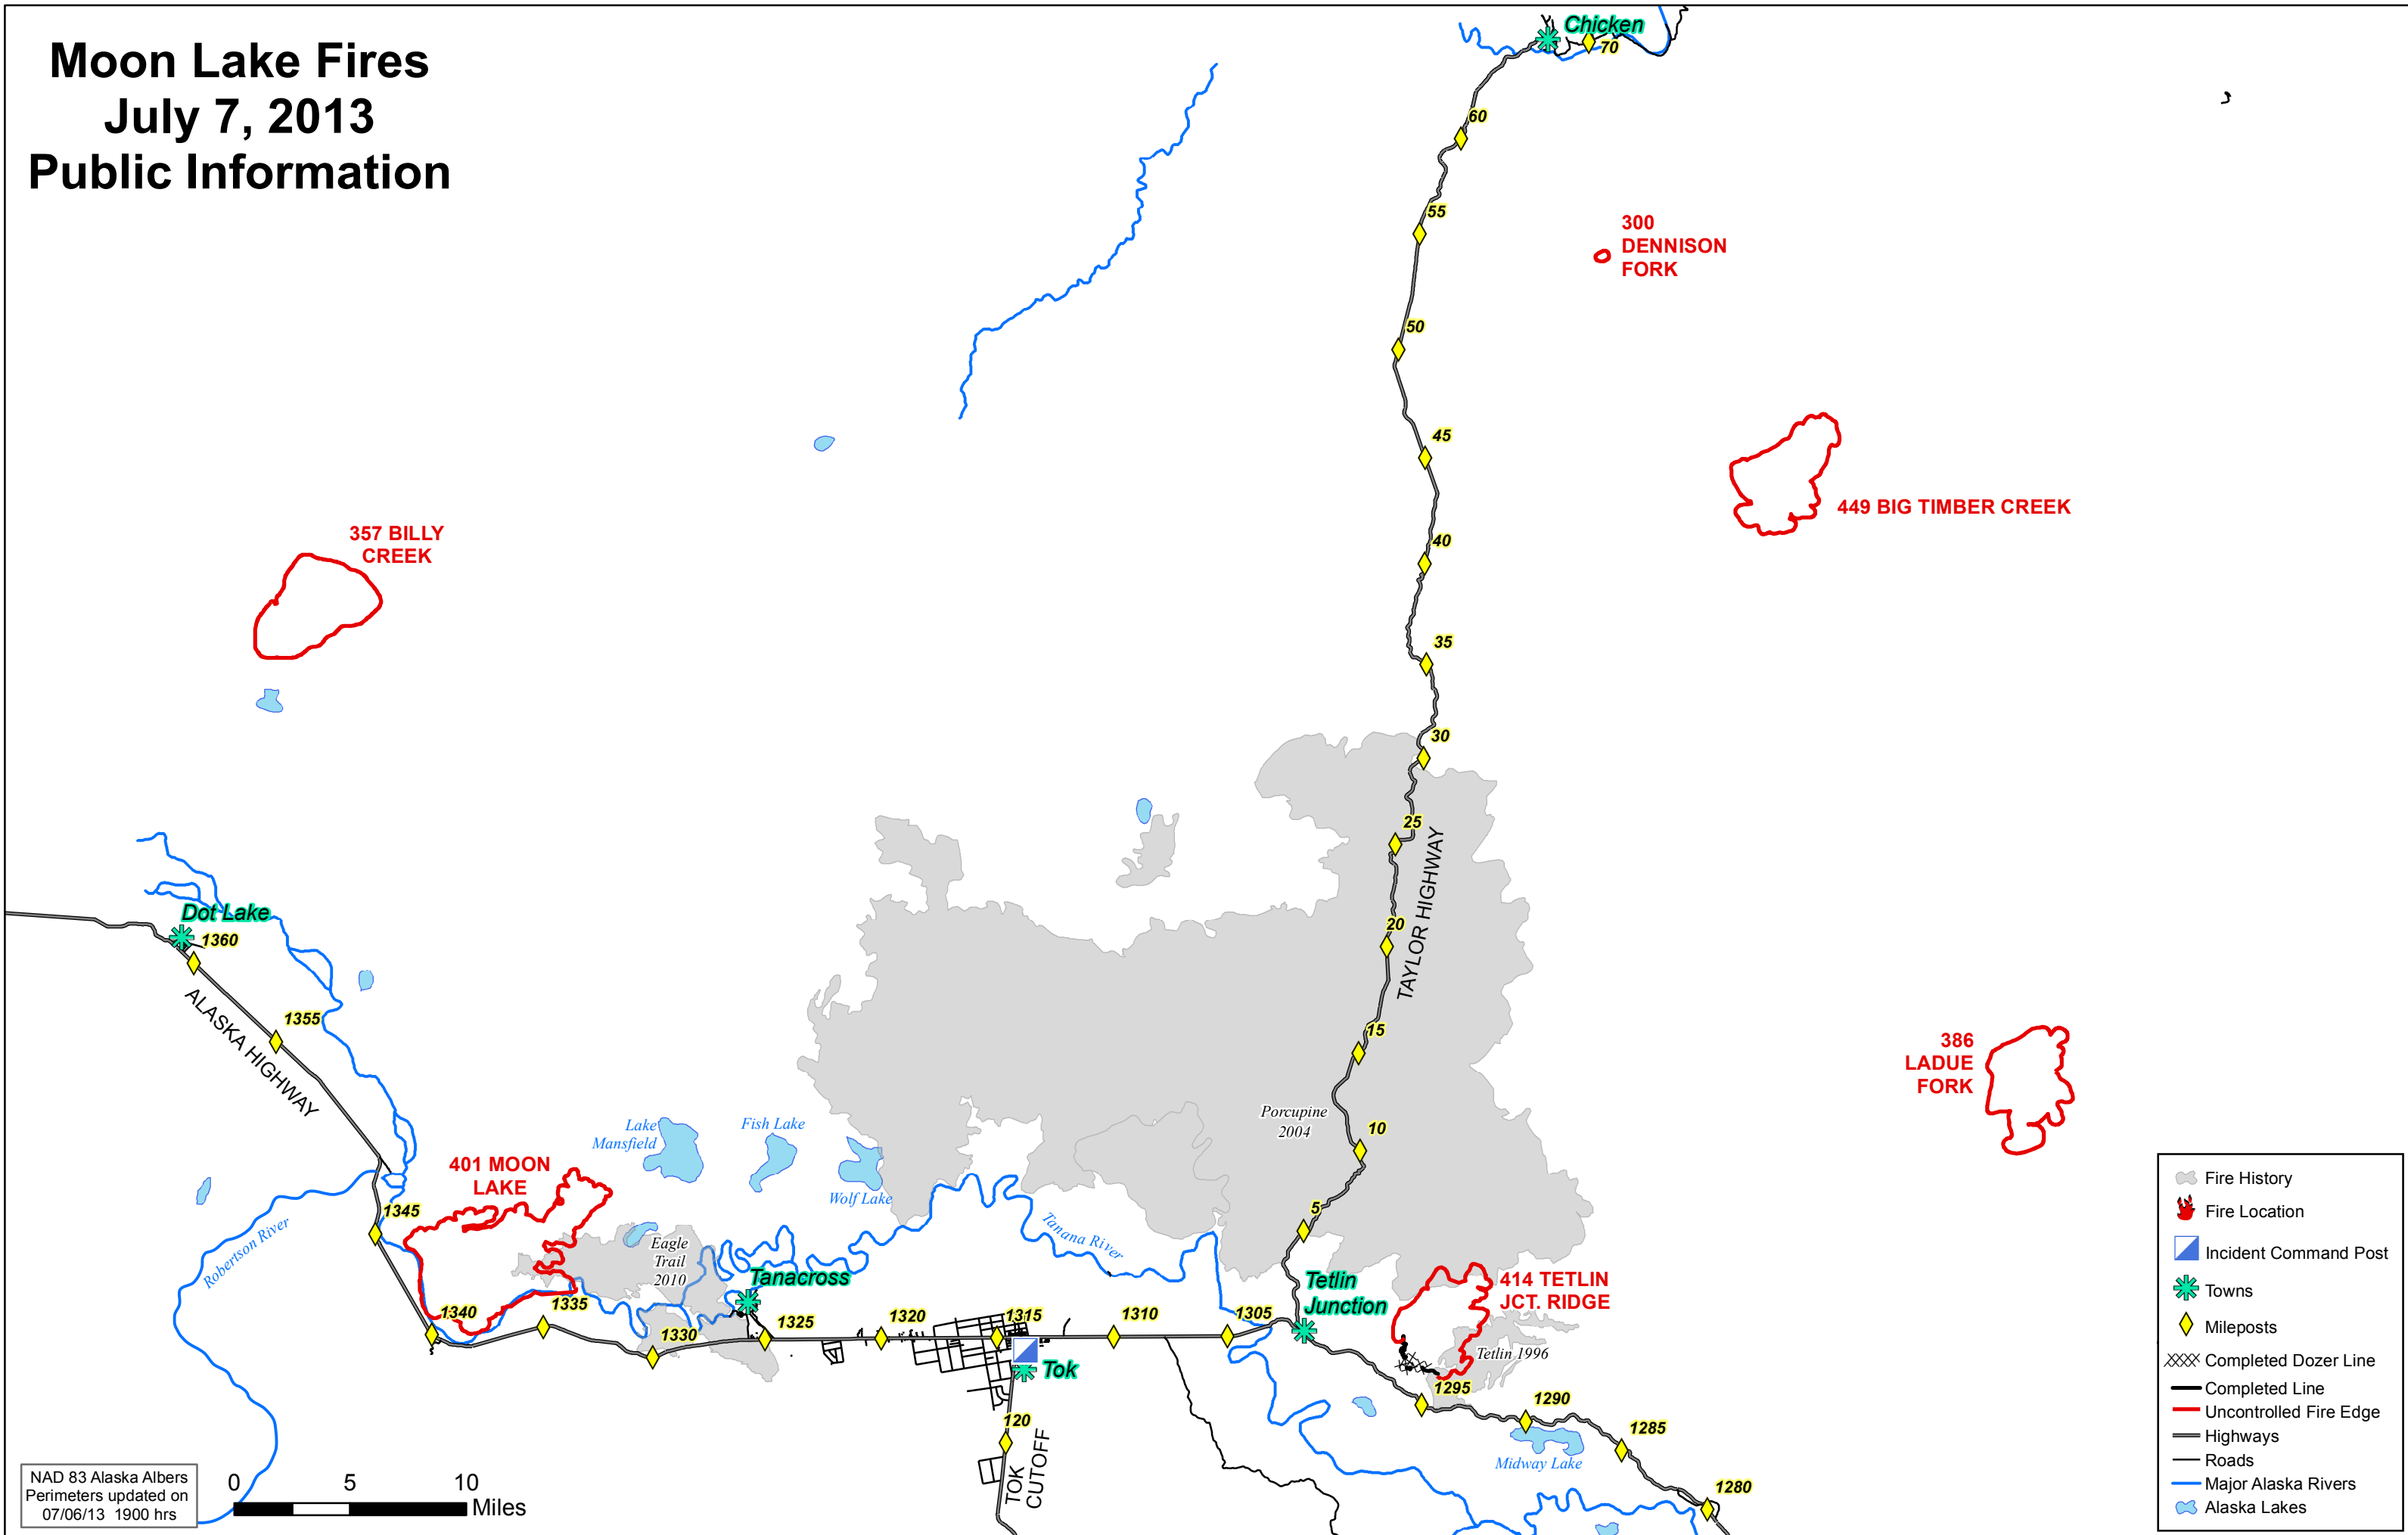 Moon Lake Fires
July 7, 2013
Public Information
Chicken
70
60
55
300
DENNISON
FORK
50
45
449 BIG TIMBER CREEK
357 BILLY
CREEK
40
35
30
25
TAYLOR HIGHWAY
20
Dot Lake
1360
ALASKA HIGHWAY
1355
15
386
LADUE
FORK
Porcupine
2004
10
Lake
Mansfield
Fish Lake
Wolf Lake
401 MOON
LAKE
1345
Robertson River
5
Tanana River
Eagle
Trail
2010
Tanacross
Tetlin
Junction
414 TETLIN
JCT. RIDGE
1340
1335
1330
1325
1320
1315
1310
1305
Tok
Tetlin 1996
1295
1290
1285
Midway Lake
1280
120
TOK
CUTOFF
NAD 83 Alaska Albers
Perimeters updated on
07/06/13 1900 hrs
0 5 10
Miles
Fire History
Fire Location
Incident Command Post
Towns
Mileposts
Completed Dozer Line
Completed Line
Uncontrolled Fire Edge
Highways
Roads
Major Alaska Rivers
Alaska Lakes